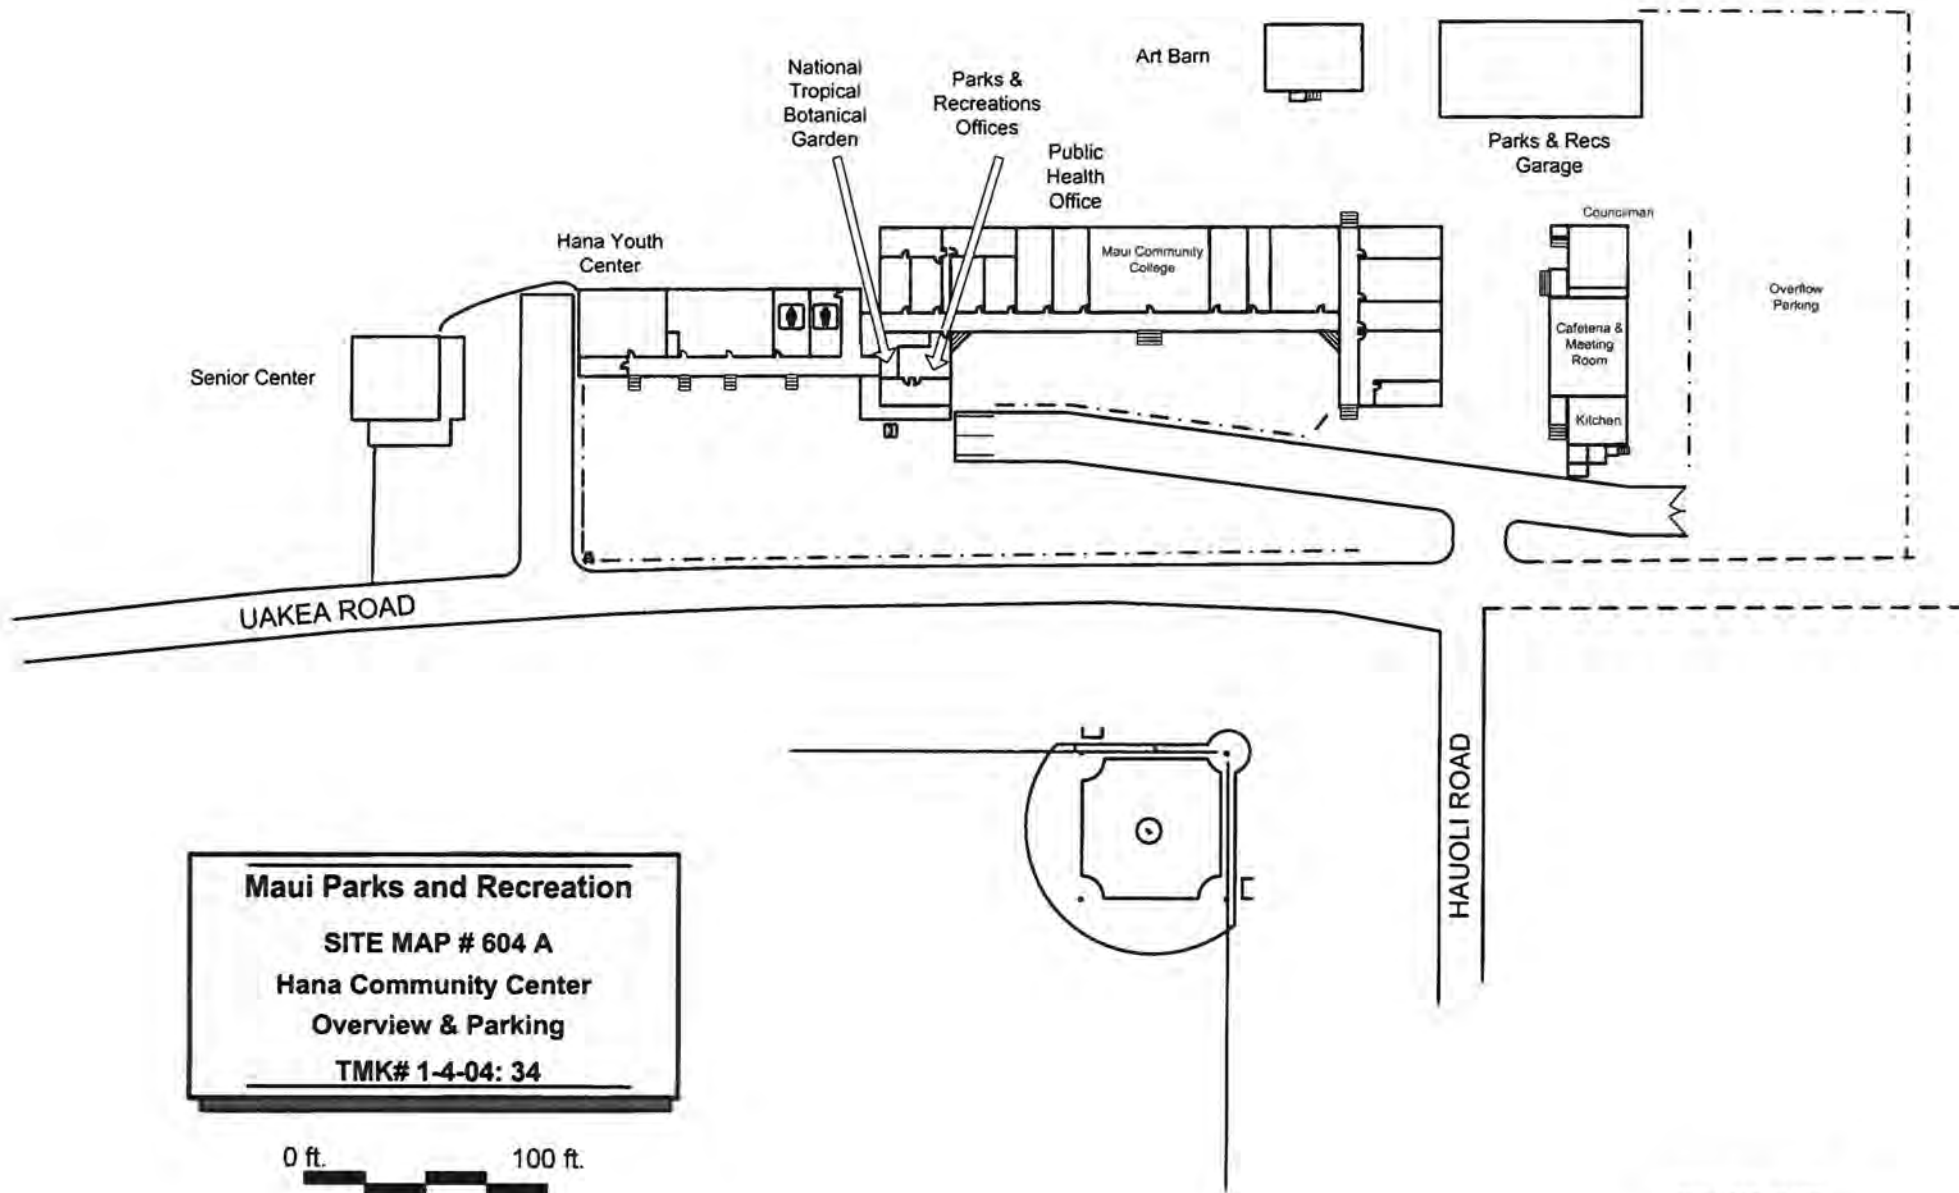 Art Barn
National
Tropical
Botanical
Garden
Parks &
Recreations
Offices
Public
Health
Office
Parks & Recs
Garage
Councilman
Hana Youth
Center
Maui Community
College
Overflow
Parking
Cafeteria &
Meeting
Room
Senior Center
Kitchen
UAKEA ROAD
HAUOLI ROAD
Maui Parks and Recreation
SITE MAP # 604 A
Hana Community Center
Overview & Parking
TMK# 1-4-04: 34
0 ft.
100 ft.